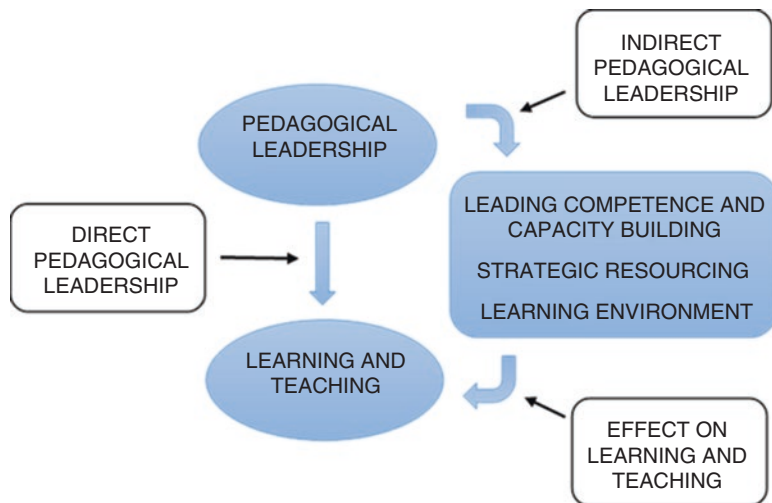 INDIRECT
PEDAGOGICAL
LEADERSHIP
PEDAGOGICAL
LEADERSHIP
LEADING COMPETENCE AND
CAPACITY BUILDING
STRATEGIC RESOURCING
LEARNING ENVIRONMENT
DIRECT
PEDAGOGICAL
LEADERSHIP
LEARNING AND
TEACHING
EFFECT ON
LEARNING AND
TEACHING